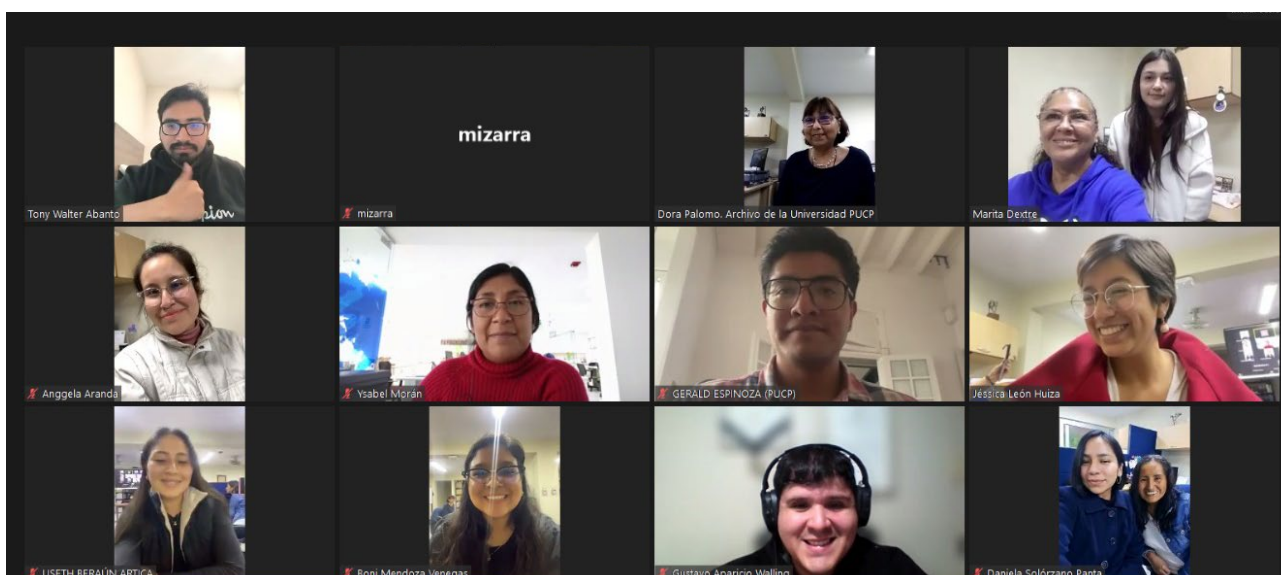 Tony Walter Abanto
mizarra
mizarra
Dora Palomo. Archivo de la Universidad PUCP
Marita Dextre
Anggela Aranda
Ysabel Morán
GERALD ESPINOZA (PUCP)
Jéssica León Huiza
Roni Mendoza Venegas
Gustavo Aparicio Walling
Daniela Solórzano Panta